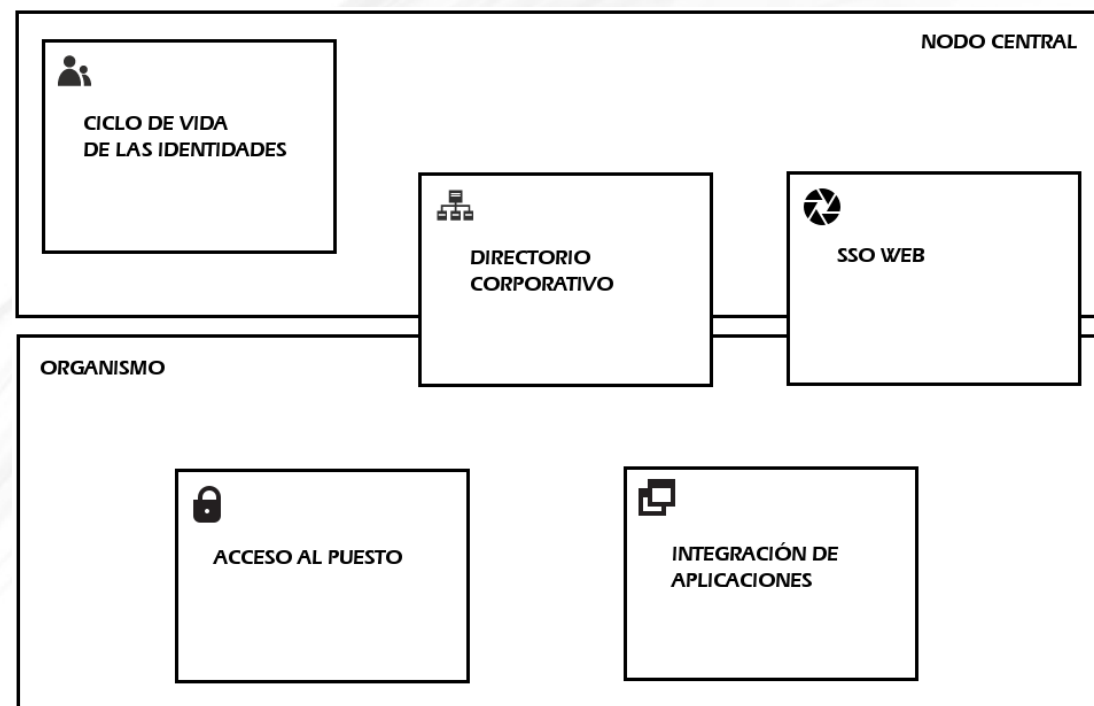 NODO CENTRAL
CICLO DE VIDA
DE LAS IDENTIDADES
DIRECTORIO
CORPORATIVO
SSO WEB
ORGANISMO
ACCESO AL PUESTO
INTEGRACIÓN DE
APLICACIONES